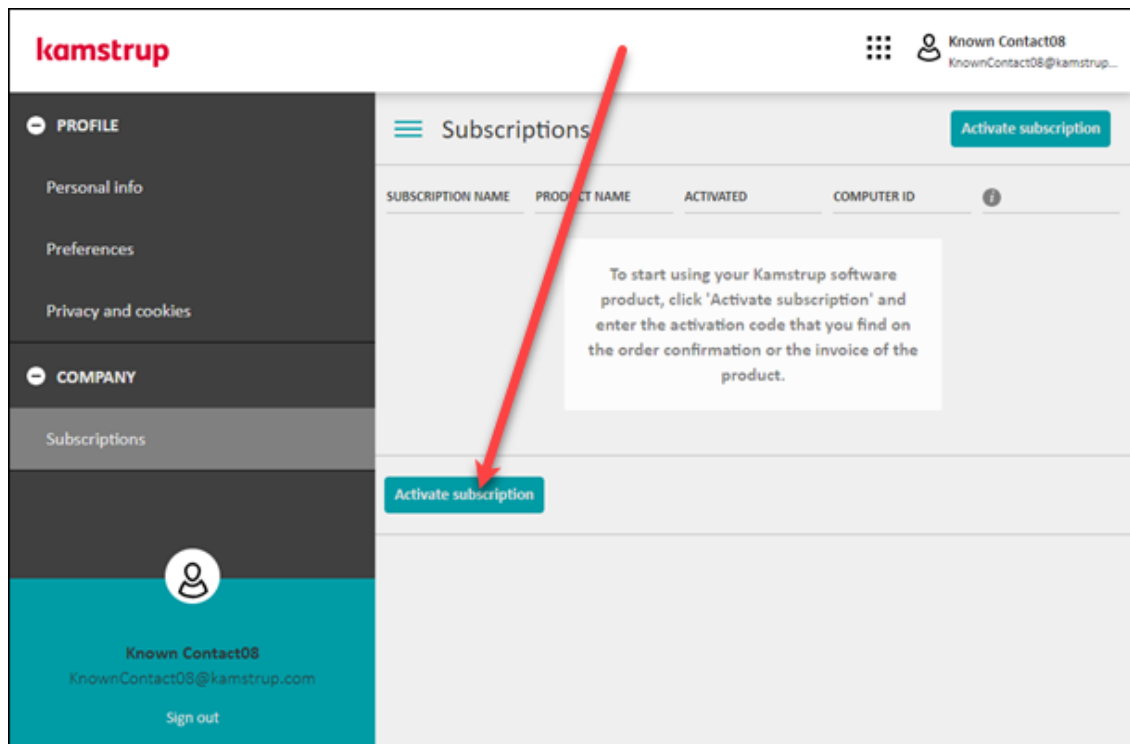 kamstrup
Known Contact08
KnownContact08@kamstrup...
PROFILE
Personal info
Preferences
Privacy and cookies
COMPANY
Subscriptions
Known Contact08
KnownContact08@kamstrup.com
Sign out
Subscriptions
Activate subscription
SUBSCRIPTION NAME PRODUCT NAME ACTIVATED COMPUTER ID
To start using your Kamstrup software
product, click 'Activate subscription' and
enter the activation code that you find on
the order confirmation or the invoice of the
product.
Activate subscription